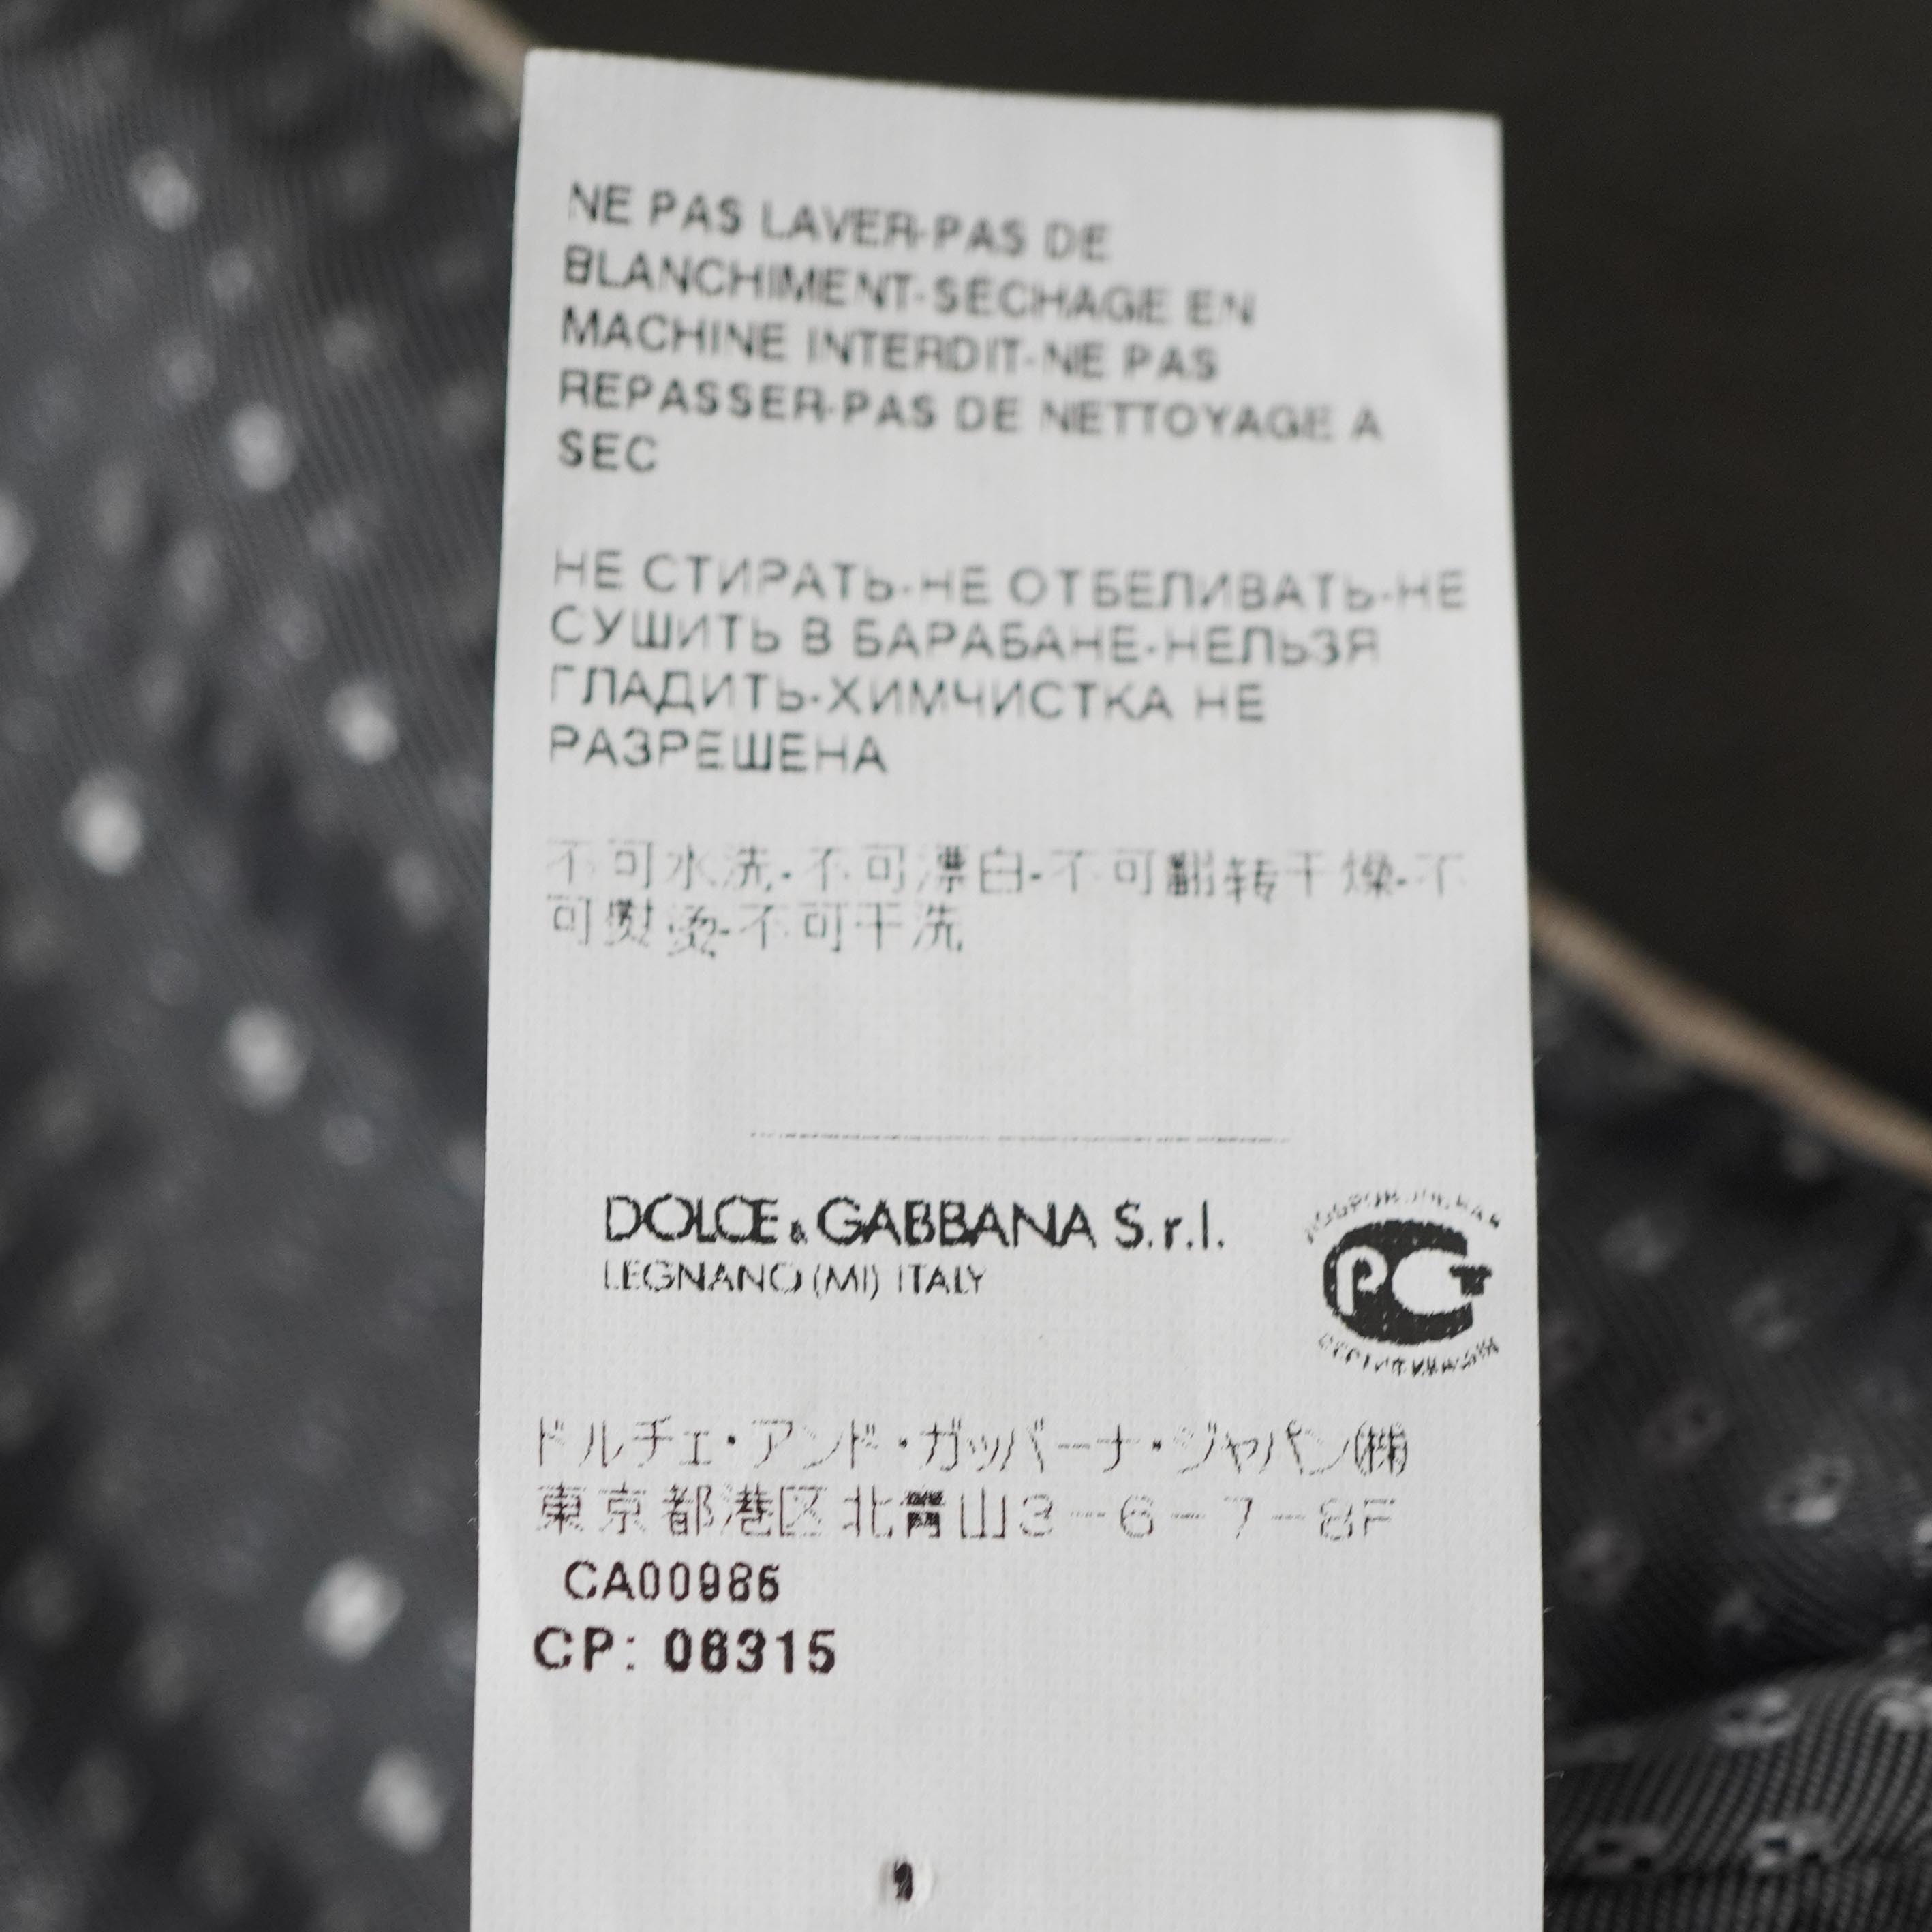 NE PAS LAVER-PAS DE
BLANCHIMENT-SECHAGE EN
MACHINE INTERDIT-NE PAS
REPASSER-PAS DE NETTOYAGE A
SEC
НЕ СТИРАТЬ-НЕ ОТБЕЛИВАТЬ-НЕ
СУШИТЬ В БАРАБАНЕ-НЕЛЬЗЯ
ГЛАДИТЬ-ХИМЧИСТКА НЕ
РАЗРЕШЕНА
不可水洗-不可漂白-不可翻转干燥-不
可熨烫-不可干洗
DOLCE & GABBANA S.r.l.
LEGNANO (MI) ITALY
PCT
ドルチェ・アンド・ガッバーナ・ジャパン㈱
東京都港区北青山3-6-7-8F
CA00986
CP: 06315